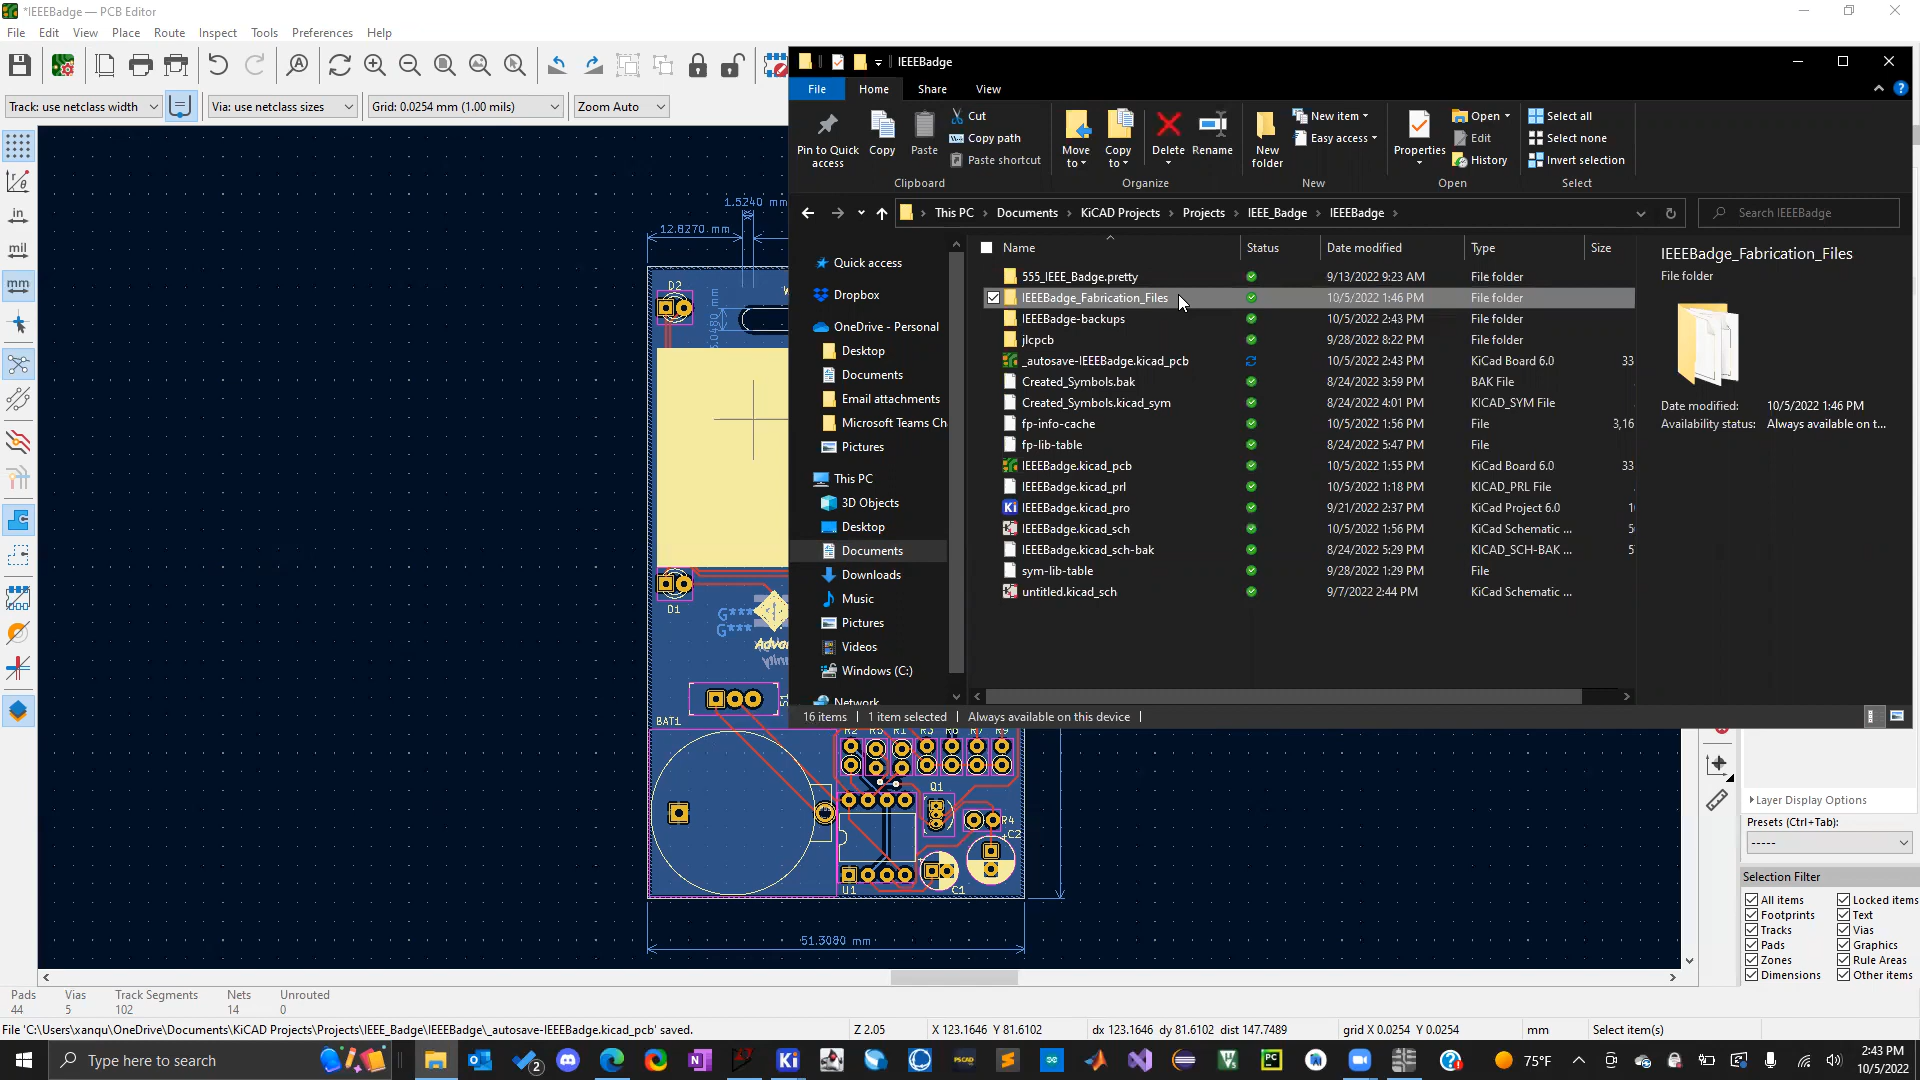 *IEEEBadge — PCB Editor
File Edit View Place Route Inspect Tools Preferences Help
Track: use netclass width
Via: use netclass sizes
Grid: 0.0254 mm (1.00 mils)
Zoom Auto
in
mil
mm
1.5240 mm
12.8270 mm
D2
D1
G***
G***
BAT1
R2 R5 R1 R3 R6 R7 R9
Q1
R4
C2
U1
C1
51.3080 mm
IEEEBadge
File Home Share View
Pin to Quick access
Copy
Paste
Cut
Copy path
Paste shortcut
Clipboard
Move to
Copy to
Delete
Rename
Organize
New folder
New item
Easy access
New
Properties
Open
Edit
History
Open
Select all
Select none
Invert selection
Select
This PC > Documents > KiCAD Projects > Projects > IEEE_Badge > IEEEBadge >
Search IEEEBadge
Quick access
Dropbox
OneDrive - Personal
Desktop
Documents
Email attachments
Microsoft Teams Ch
Pictures
This PC
3D Objects
Desktop
Documents
Downloads
Music
Pictures
Videos
Windows (C:)
Network
Name Status Date modified Type Size
555_IEEE_Badge.pretty 9/13/2022 9:23 AM File folder
IEEEBadge_Fabrication_Files 10/5/2022 1:46 PM File folder
IEEEBadge-backups 10/5/2022 2:43 PM File folder
jlcpcb 9/28/2022 8:22 PM File folder
_autosave-IEEEBadge.kicad_pcb 10/5/2022 2:43 PM KiCad Board 6.0 33
Created_Symbols.bak 8/24/2022 3:59 PM BAK File
Created_Symbols.kicad_sym 8/24/2022 4:01 PM KICAD_SYM File
fp-info-cache 10/5/2022 1:56 PM File 3,16
fp-lib-table 8/24/2022 5:47 PM File
IEEEBadge.kicad_pcb 10/5/2022 1:55 PM KiCad Board 6.0 33
IEEEBadge.kicad_prl 10/5/2022 1:18 PM KICAD_PRL File
IEEEBadge.kicad_pro 9/21/2022 2:37 PM KiCad Project 6.0 1
IEEEBadge.kicad_sch 10/5/2022 1:56 PM KiCad Schematic ...
IEEEBadge.kicad_sch-bak 8/24/2022 5:29 PM KICAD_SCH-BAK ...
sym-lib-table 9/28/2022 1:29 PM File
untitled.kicad_sch 9/7/2022 2:44 PM KiCad Schematic ...
IEEEBadge_Fabrication_Files
File folder
Date modified: 10/5/2022 1:46 PM
Availability status: Always available on t...
16 items 1 item selected Always available on this device
Layer Display Options
Presets (Ctrl+Tab):
-----
Selection Filter
All items Locked items
Footprints Text
Tracks Vias
Pads Graphics
Zones Rule Areas
Dimensions Other items
Pads Vias Track Segments Nets Unrouted
44 5 102 14 0
File 'C:\Users\xanqu\OneDrive\Documents\KiCAD Projects\Projects\IEEE_Badge\IEEEBadge\_autosave-IEEEBadge.kicad_pcb' saved.
Z 2.05
X 123.1646 Y 81.6102
dx 123.1646 dy 81.6102 dist 147.7489
grid X 0.0254 Y 0.0254
mm
Select item(s)
Type here to search
2
75°F
2:43 PM
10/5/2022